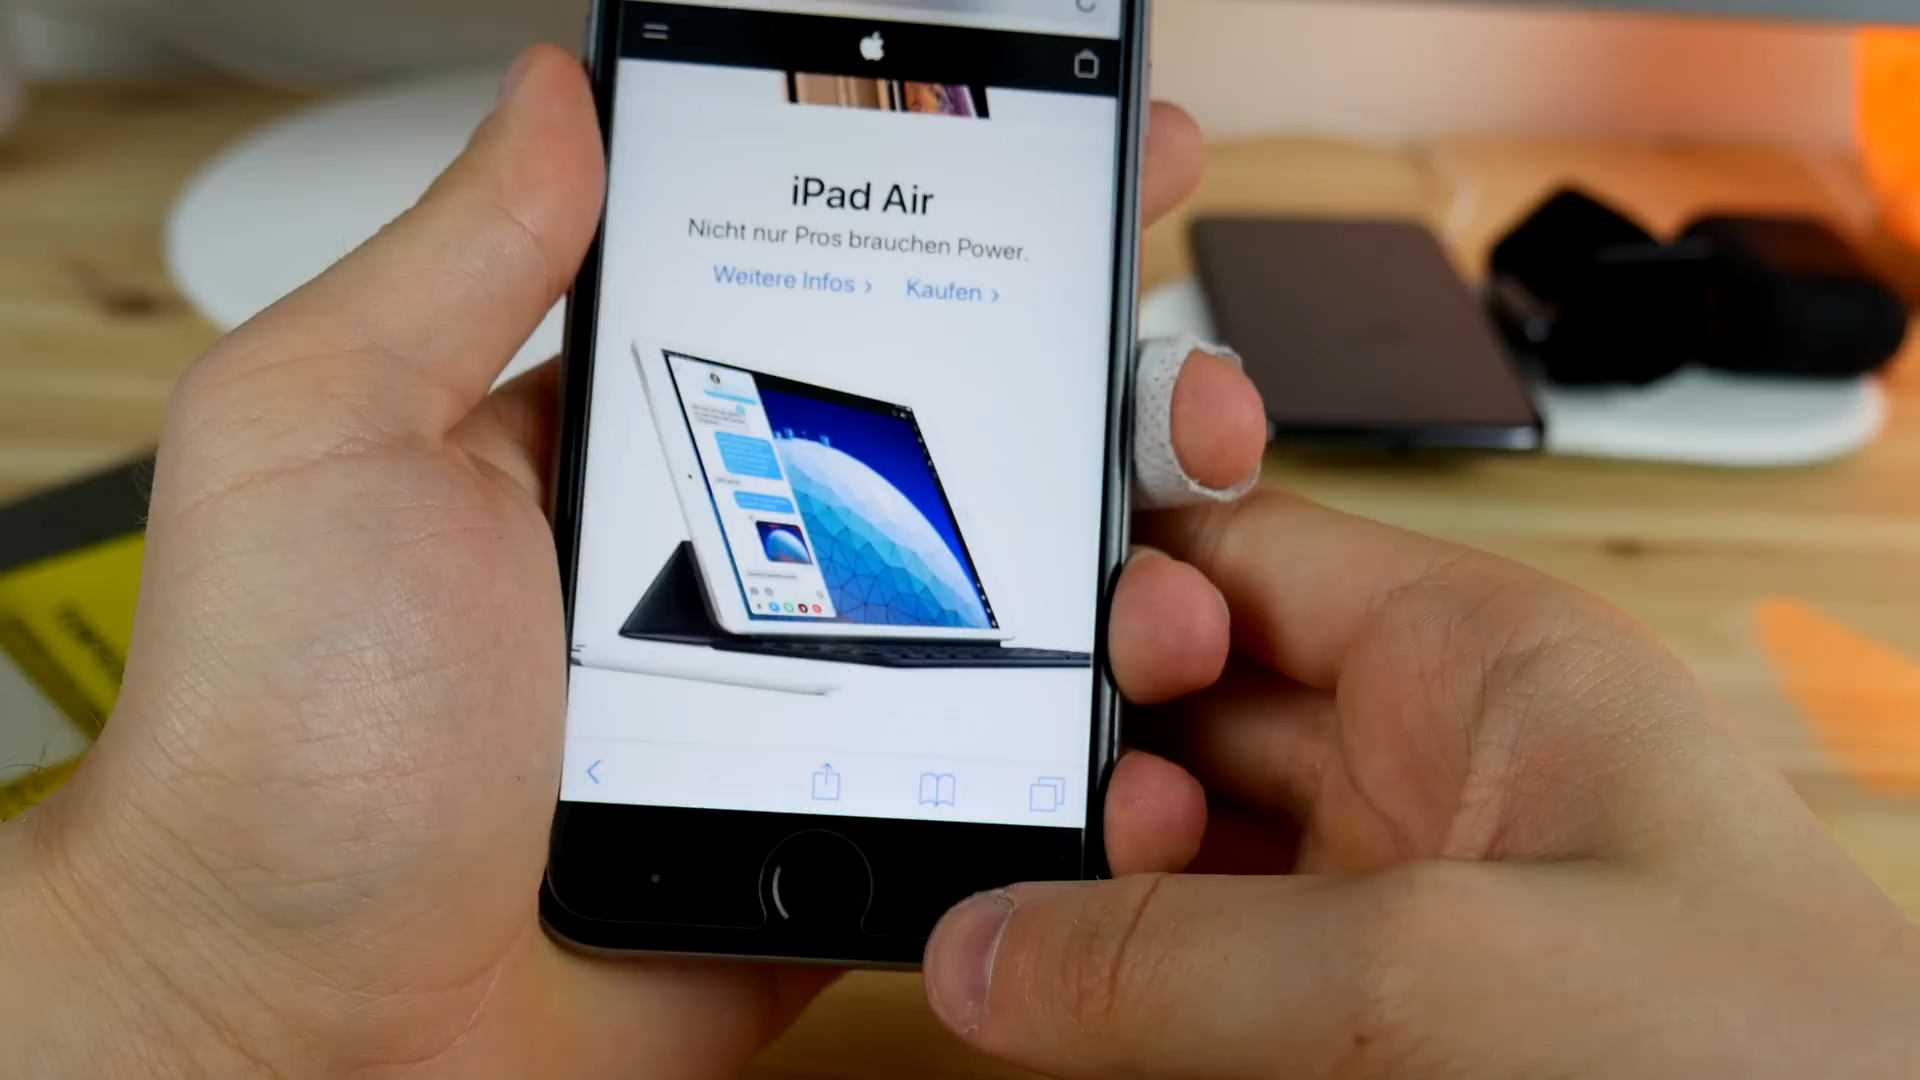 iPad Air
Nicht nur Pros brauchen Power.
Weitere Infos > Kaufen >